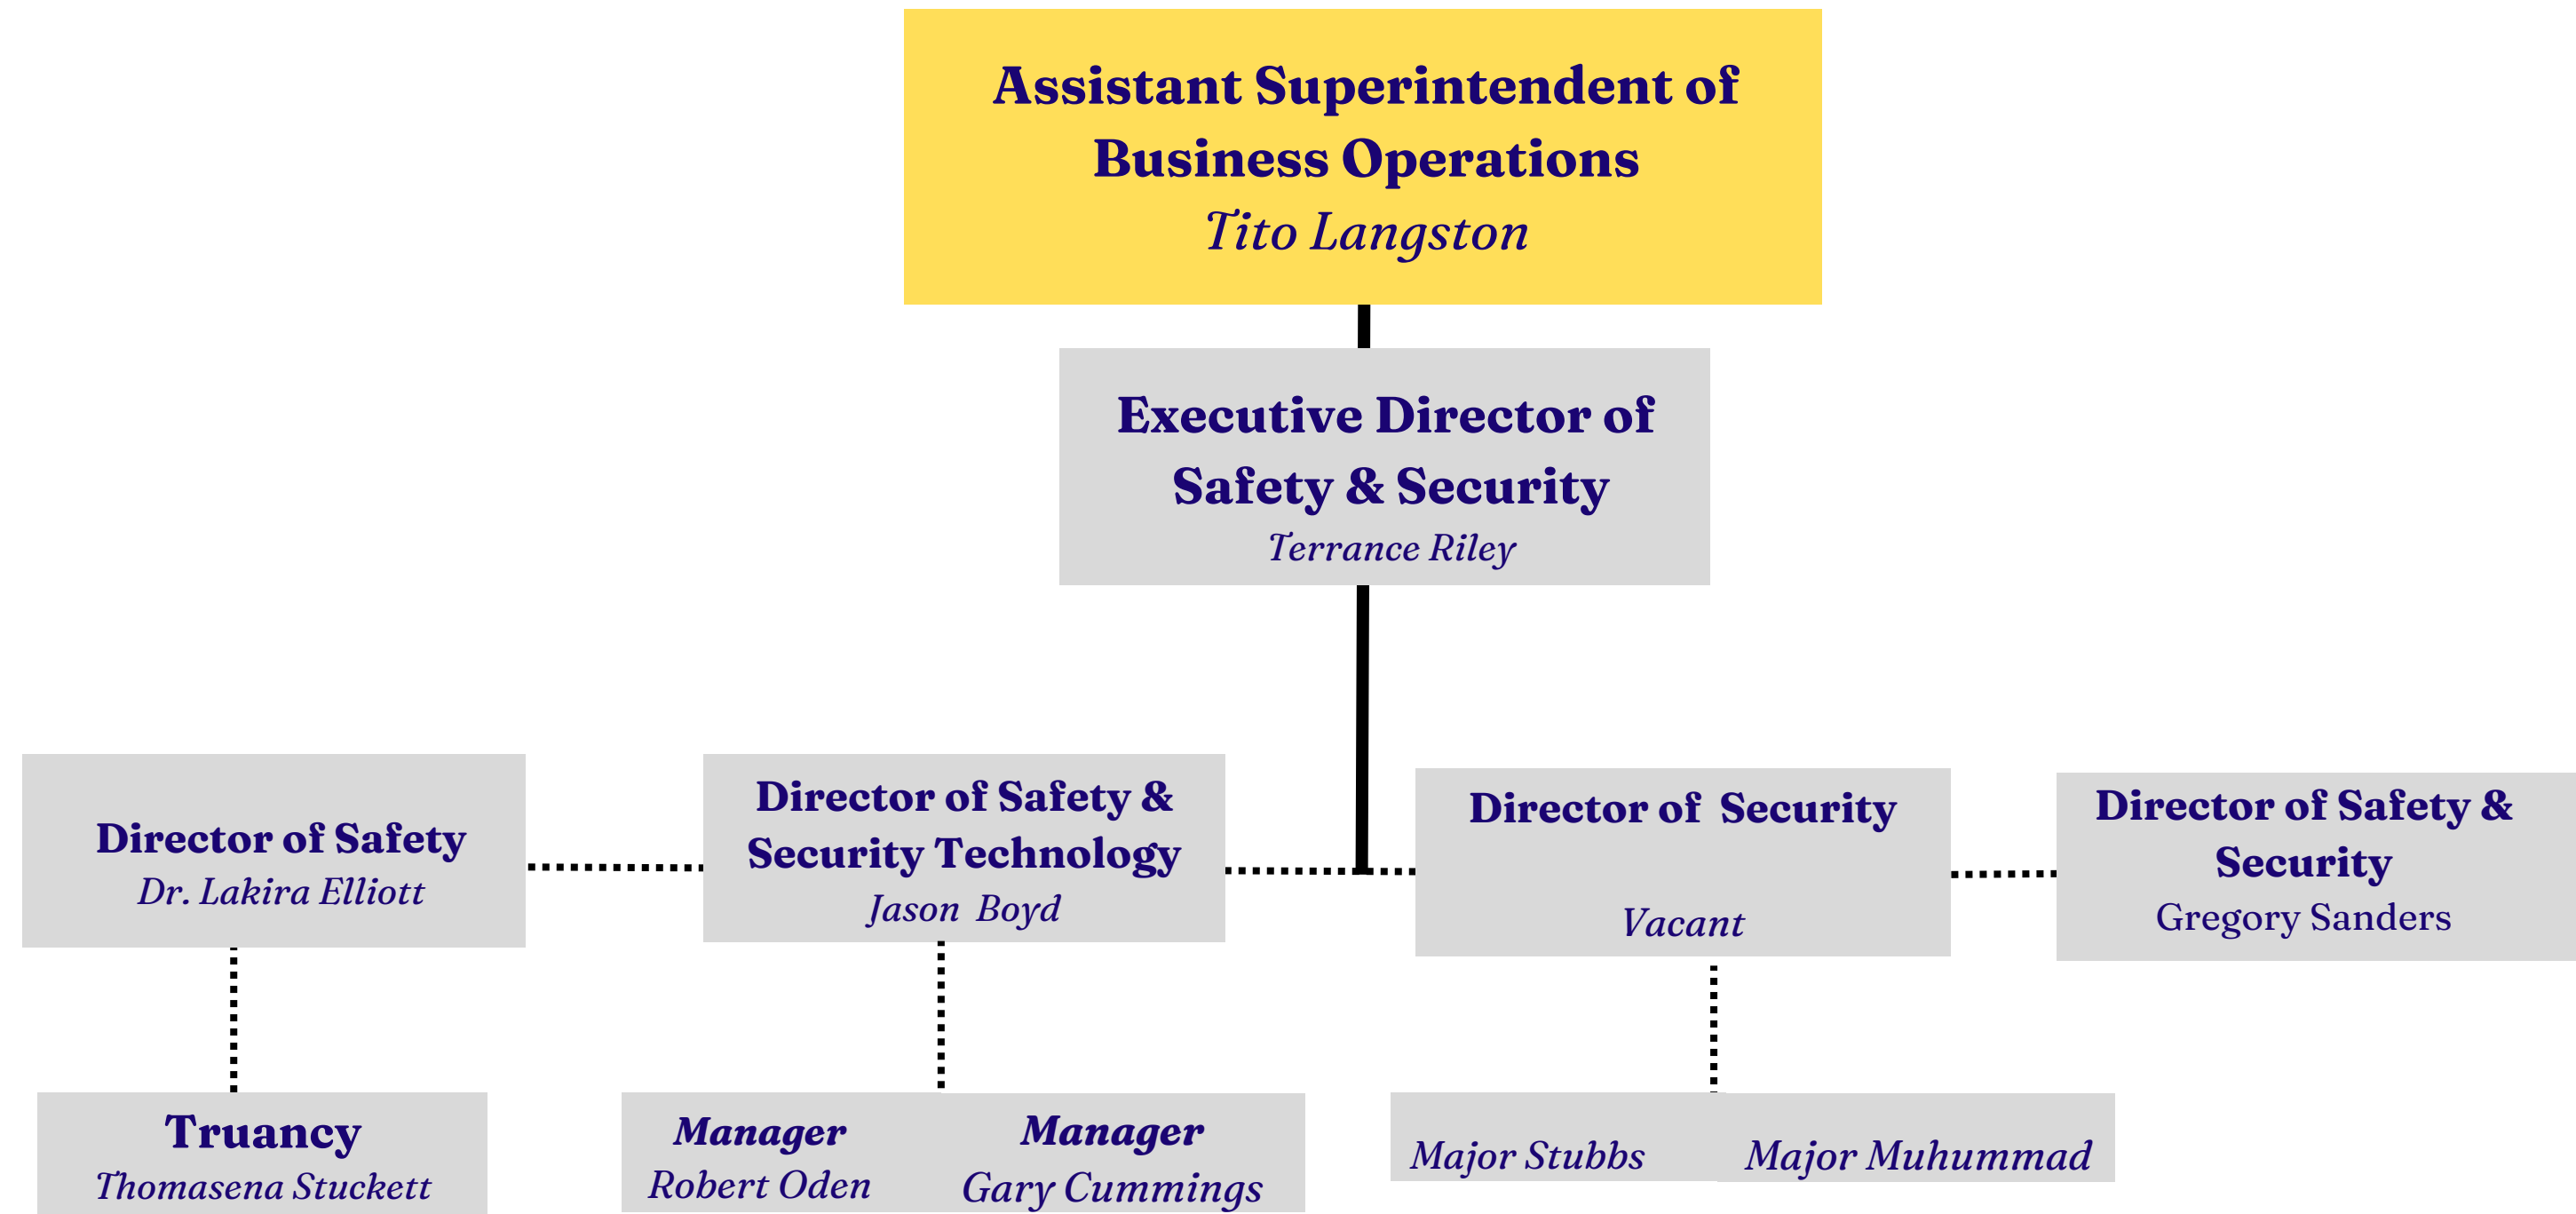 Assistant Superintendent of
Business Operations
Tito Langston
Executive Director of
Safety & Security
Terrance Riley
Director of Safety
Dr. Lakira Elliott
Director of Safety &
Security Technology
Jason Boyd
Director of Security
Vacant
Director of Safety &
Security
Gregory Sanders
Truancy
Thomasena Stuckett
Manager
Robert Oden
Manager
Gary Cummings
Major Stubbs
Major Muhummad